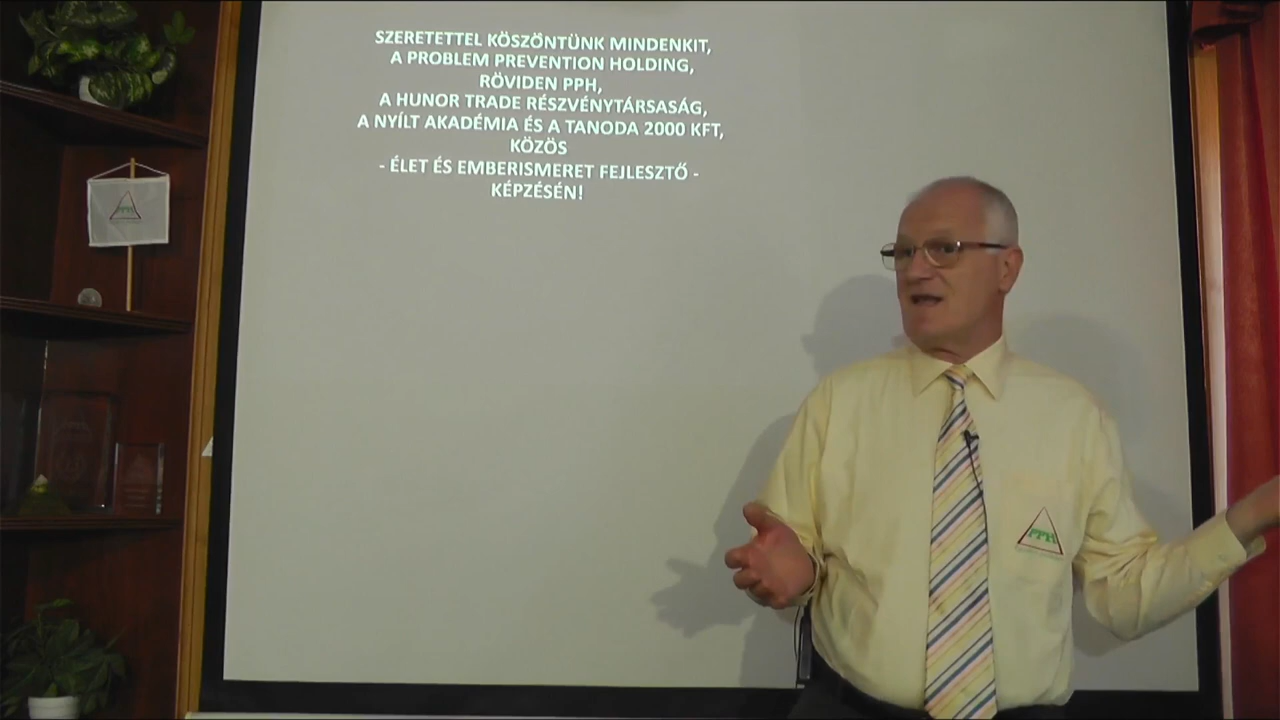 SZERETETTEL KÖSZÖNTÜNK MINDENKIT,
A PROBLEM PREVENTION HOLDING,
RÖVIDEN PPH,
A HUNOR TRADE RÉSZVÉNYTÁRSASÁG,
A NYÍLT AKADÉMIA ÉS A TANODA 2000 KFT,
KÖZÖS
- ÉLET ÉS EMBERISMERET FEJLESZTŐ -
KÉPZÉSÉN!
PPH